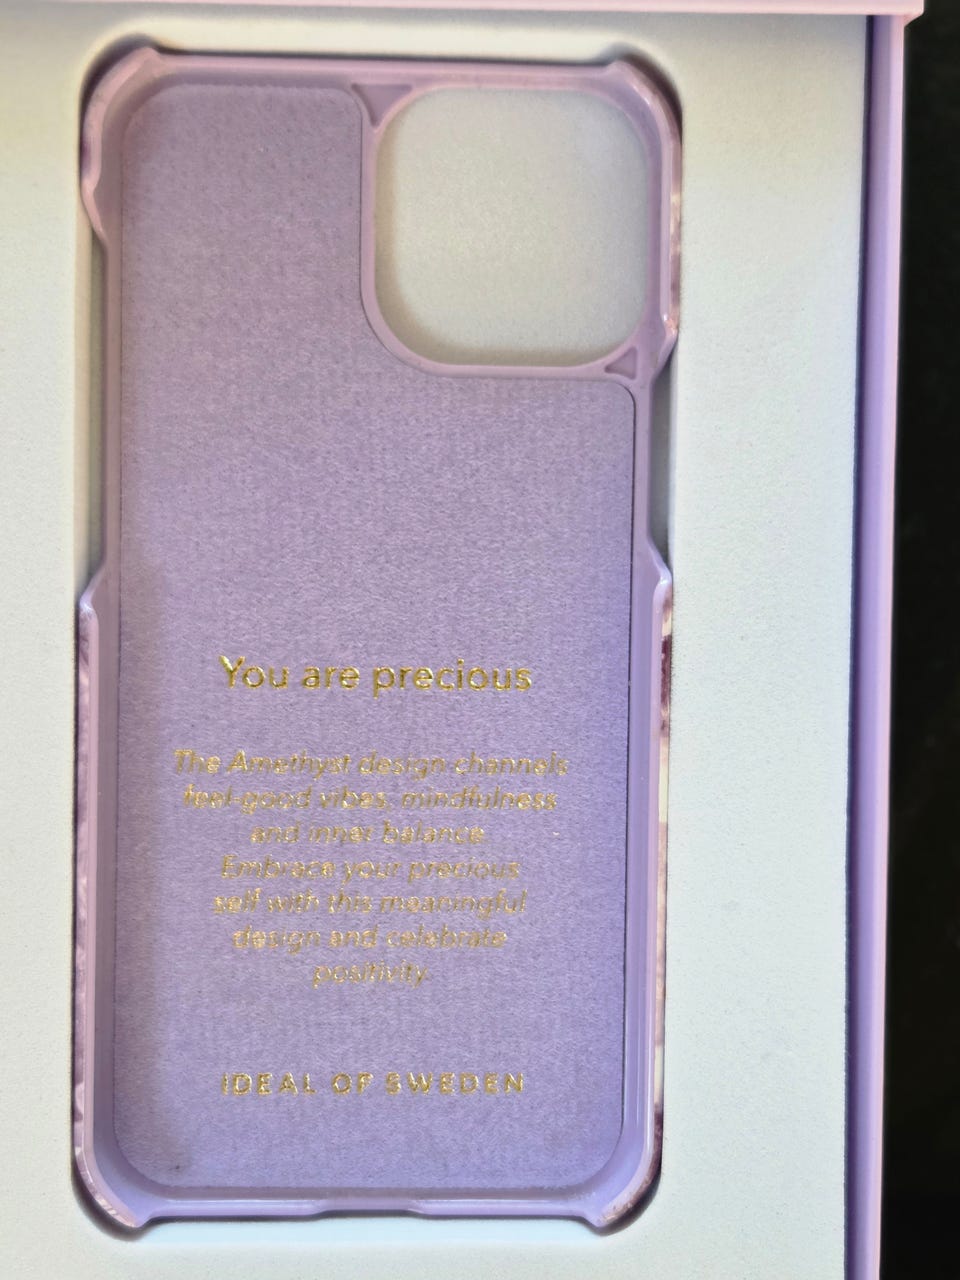 You are precious
The Amethyst design channels
feel-good vibes, mindfulness
and inner balance.
Embrace your precious
self with this meaningful
design and celebrate
positivity.
IDEAL OF SWEDEN